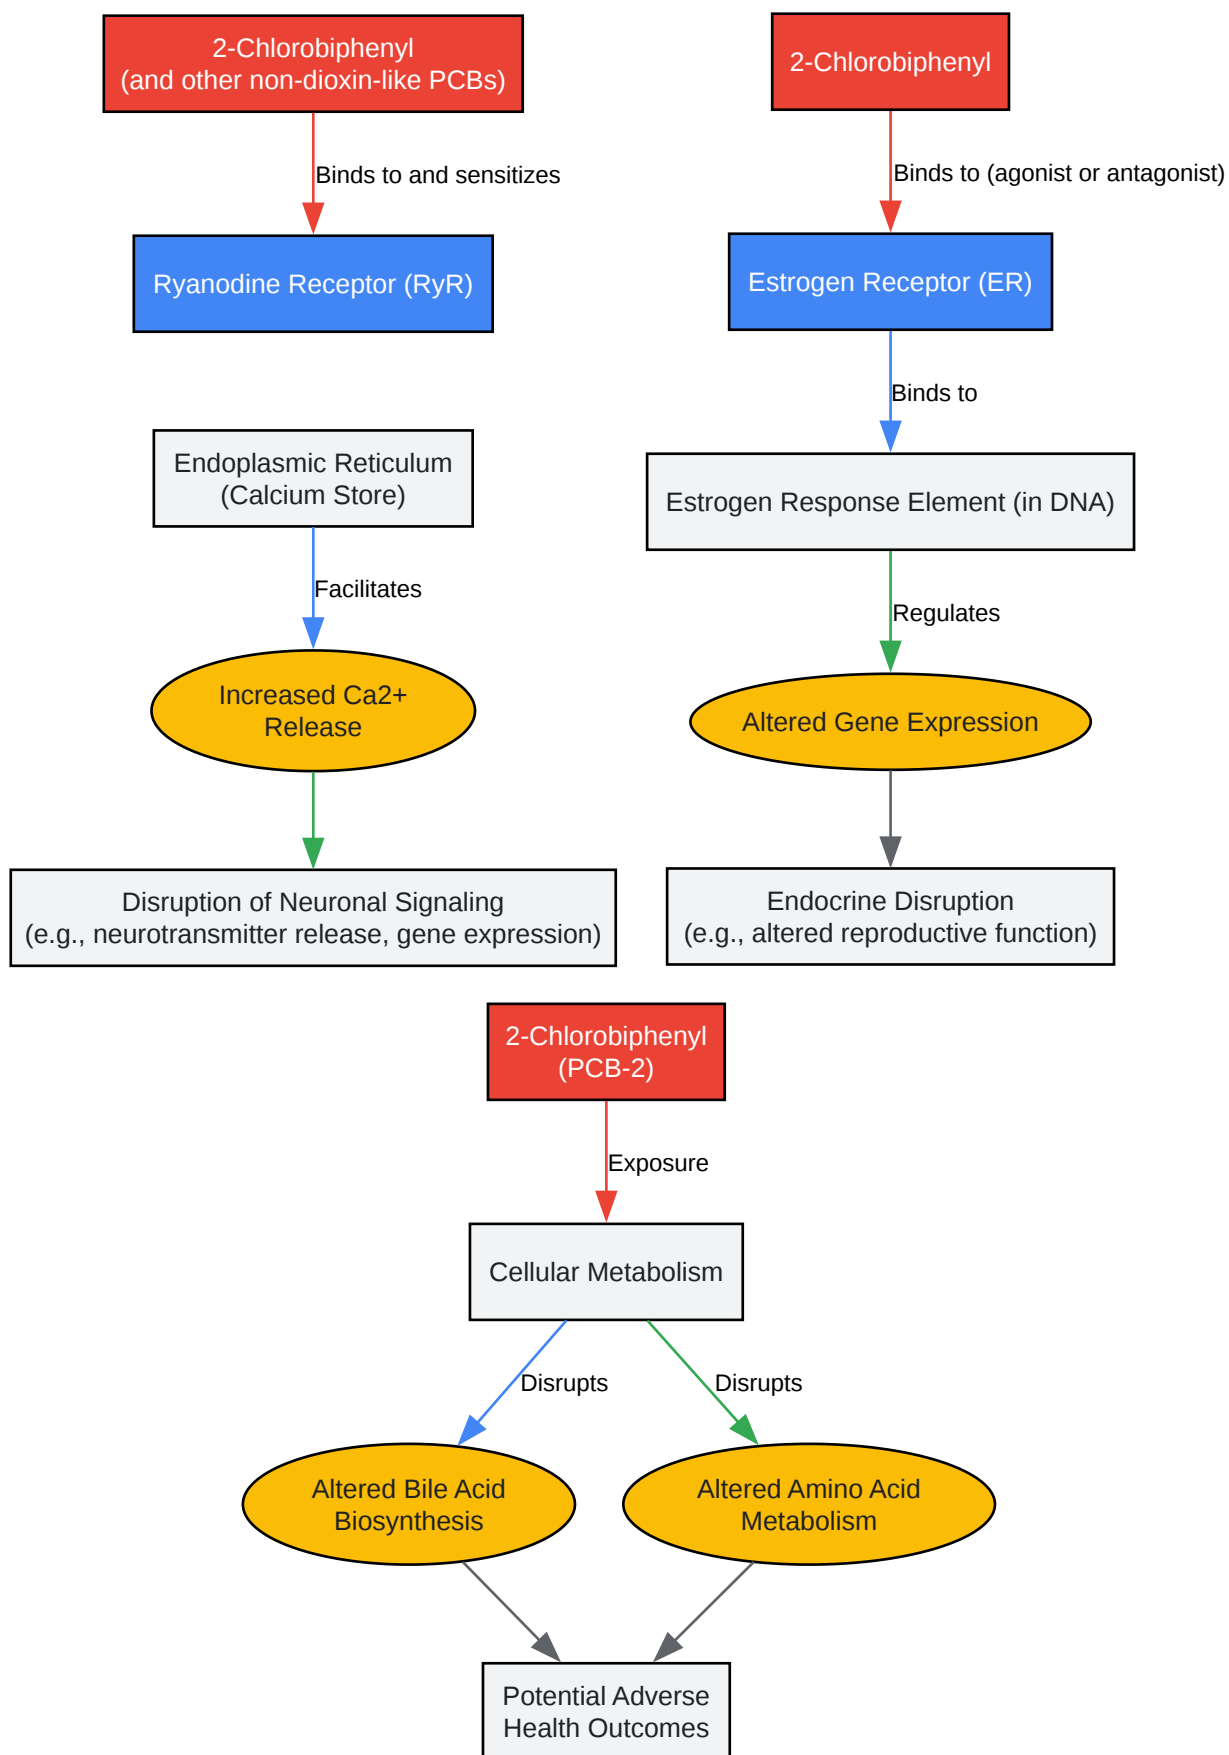 2-Chlorobiphenyl
(and other non-dioxin-like PCBs)
Binds to and sensitizes
Ryanodine Receptor (RyR)
Endoplasmic Reticulum
(Calcium Store)
Facilitates
Increased Ca2+
Release
Disruption of Neuronal Signaling
(e.g., neurotransmitter release, gene expression)
2-Chlorobiphenyl
Binds to (agonist or antagonist)
Estrogen Receptor (ER)
Binds to
Estrogen Response Element (in DNA)
Regulates
Altered Gene Expression
Endocrine Disruption
(e.g., altered reproductive function)
2-Chlorobiphenyl
(PCB-2)
Exposure
Cellular Metabolism
Disrupts
Disrupts
Altered Bile Acid
Biosynthesis
Altered Amino Acid
Metabolism
Potential Adverse
Health Outcomes